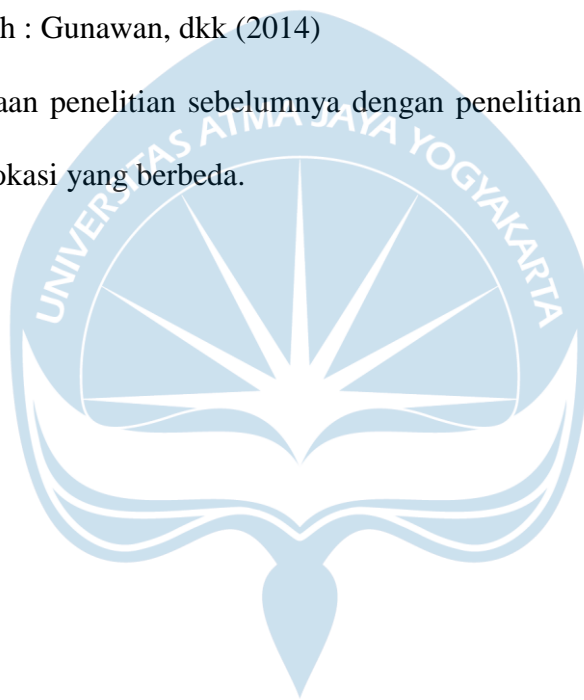 h : Gunawan, dkk (2014)
aan penelitian sebelumnya dengan penelitian
okasi yang berbeda.
UNIVERSITAS ATMA JAYA YOGYAKARTA